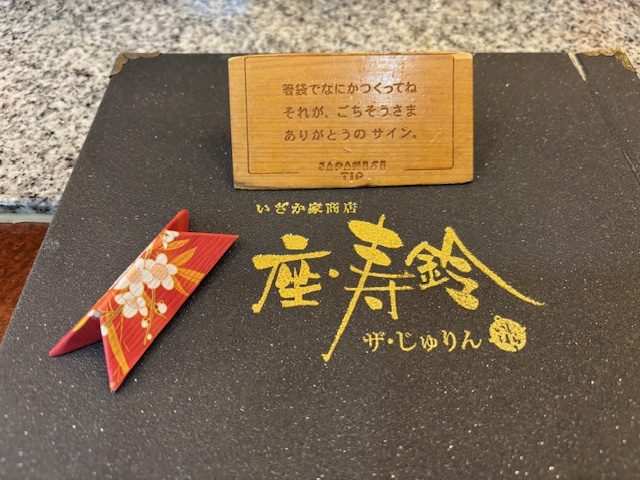 箸袋でなにかつくってね
それが、ごちそうさま
ありがとうの サイン。
JAPANESE
TIP
いざか家商店
座・寿鈴
ザ・じゅりん